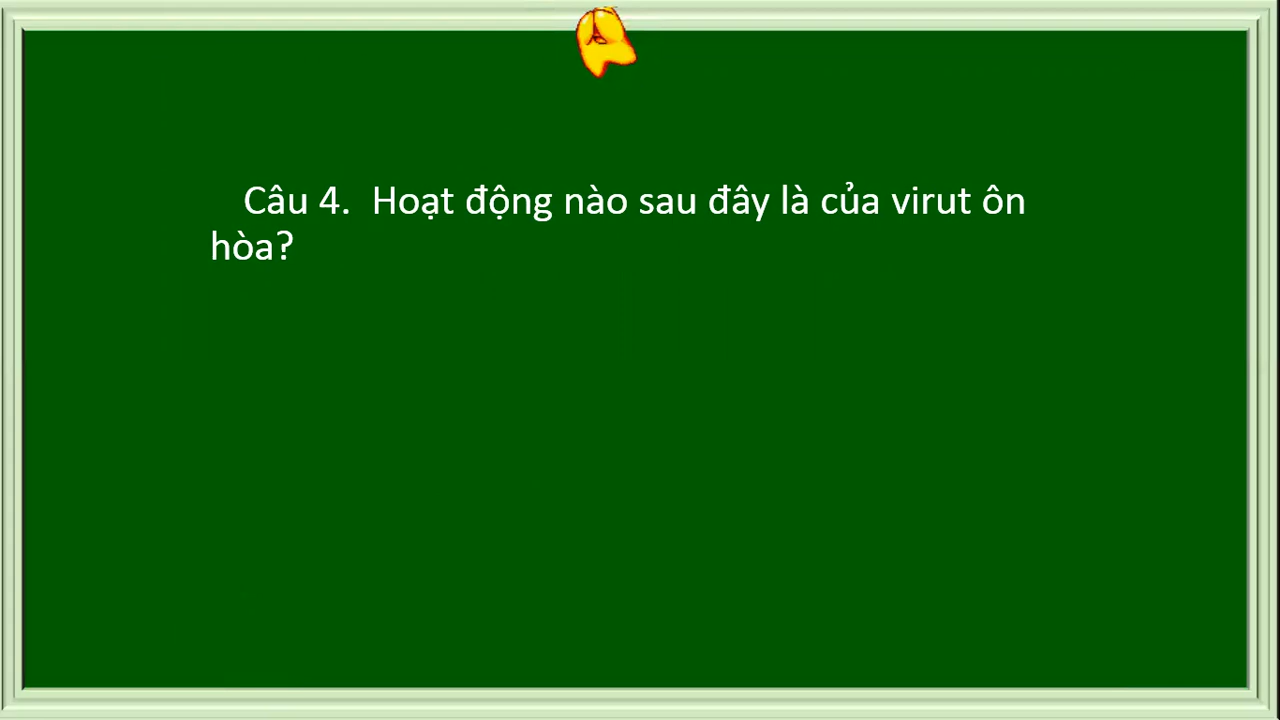 Câu 4. Hoạt động nào sau đây là của virut ôn
hòa?